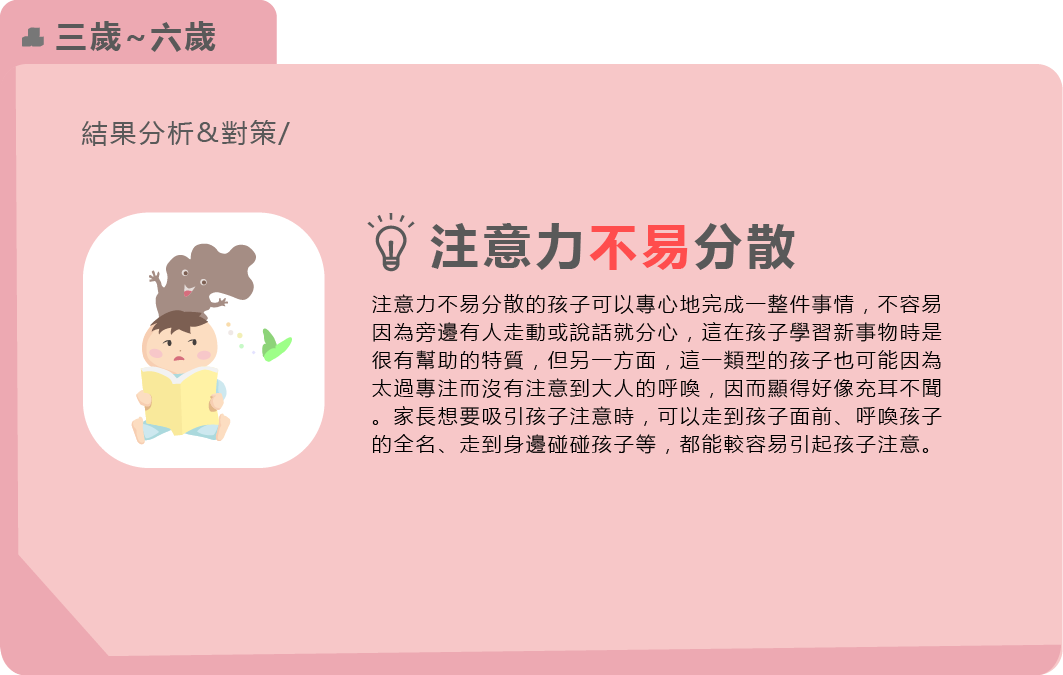 三歲~六歲
結果分析&對策/
注意力不易分散
注意力不易分散的孩子可以專心地完成一整件事情，不容易
因為旁邊有人走動或說話就分心，這在孩子學習新事物時是
很有幫助的特質，但另一方面，這一類型的孩子也可能因為
太過專注而沒有注意到大人的呼喚，因而顯得好像充耳不聞
。家長想要吸引孩子注意時，可以走到孩子面前、呼喚孩子
的全名、走到身邊碰碰孩子等，都能較容易引起孩子注意。